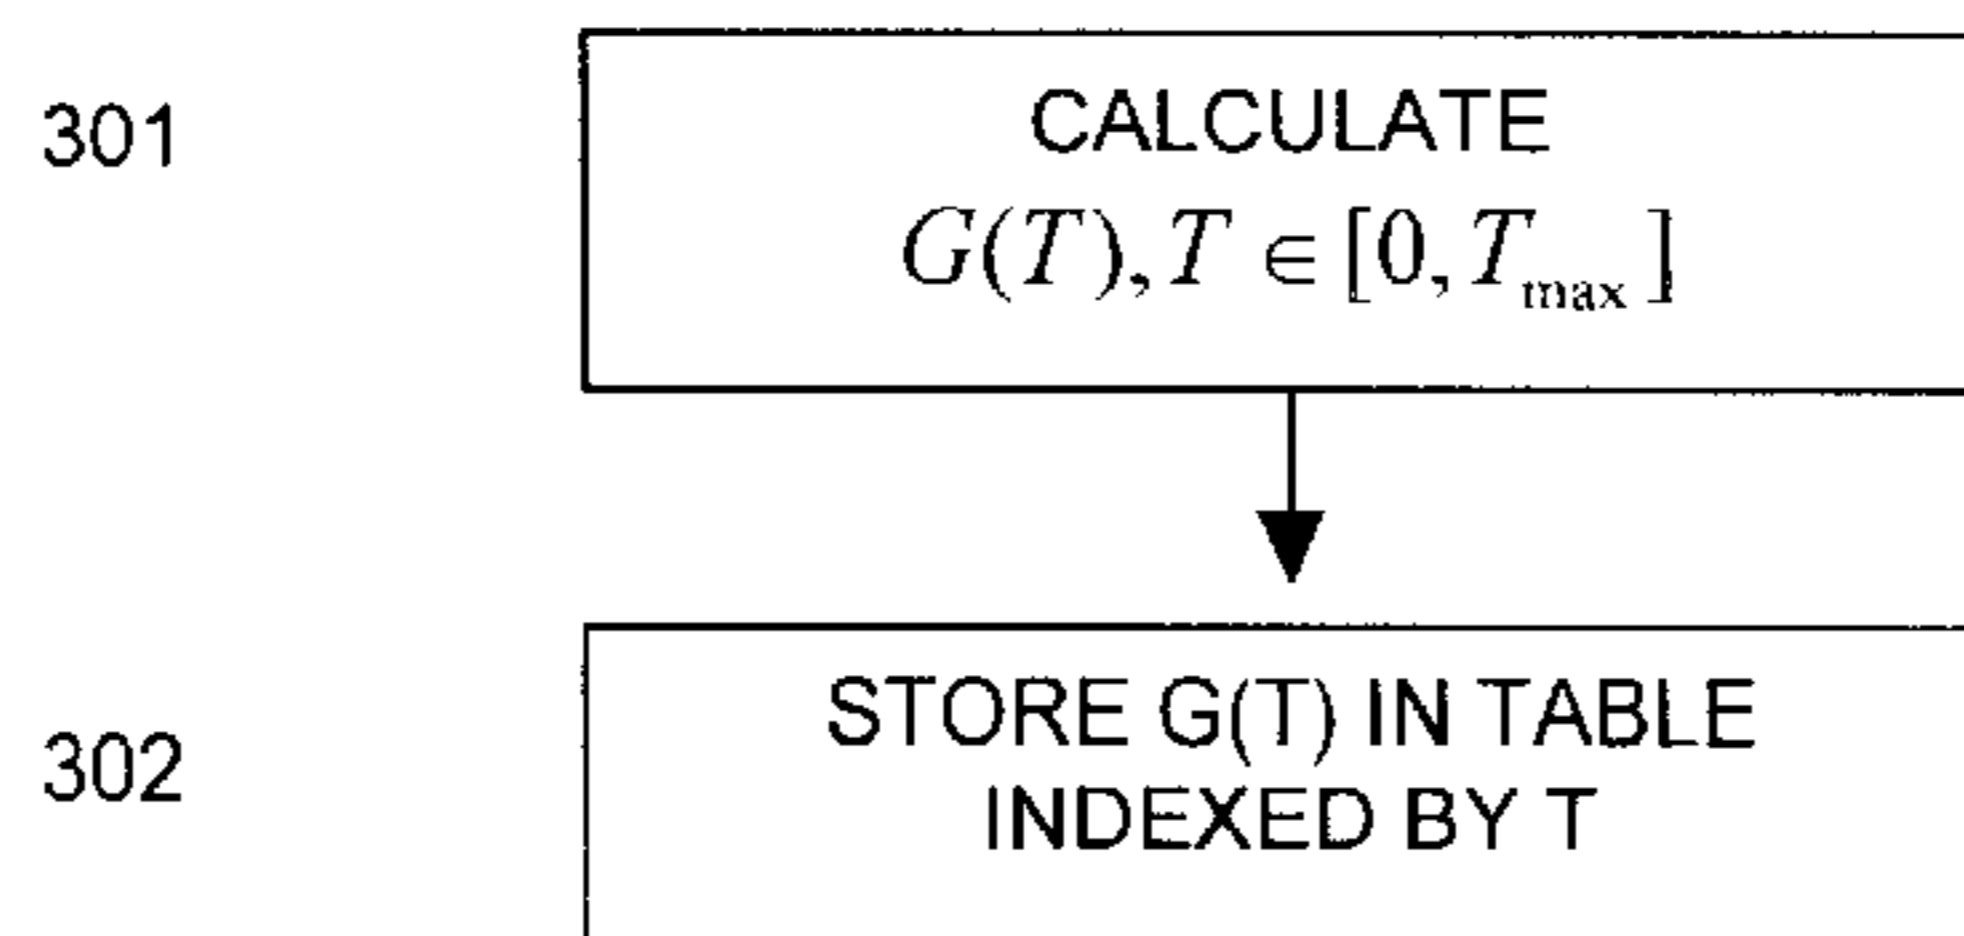 301
CALCULATE
G(T), T ∈ [0, T_max]
302
STORE G(T) IN TABLE
INDEXED BY T